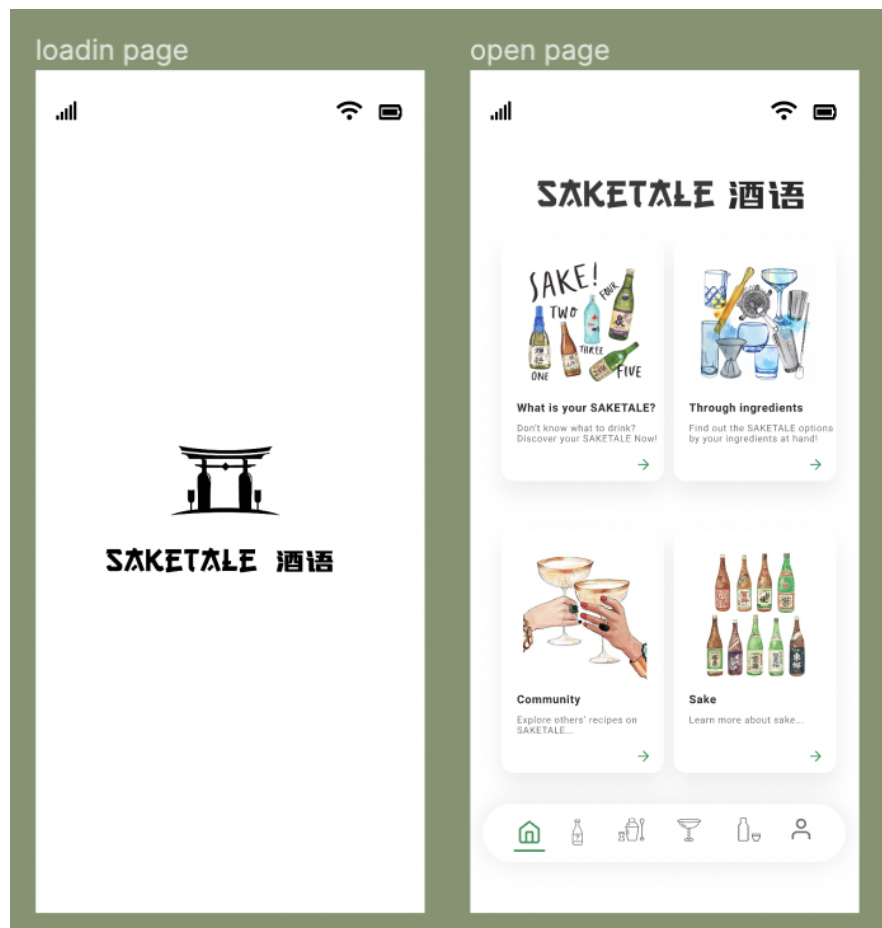 loadin page
SAKETALE 酒语
open page
SAKETALE 酒语
SAKE!
FOUR
TWO
THREE
ONE
FIVE
What is your SAKETALE?
Don't know what to drink?
Discover your SAKETALE Now!
Through ingredients
Find out the SAKETALE options
by your ingredients at hand!
Community
Explore others' recipes on
SAKETALE...
Sake
Learn more about sake...